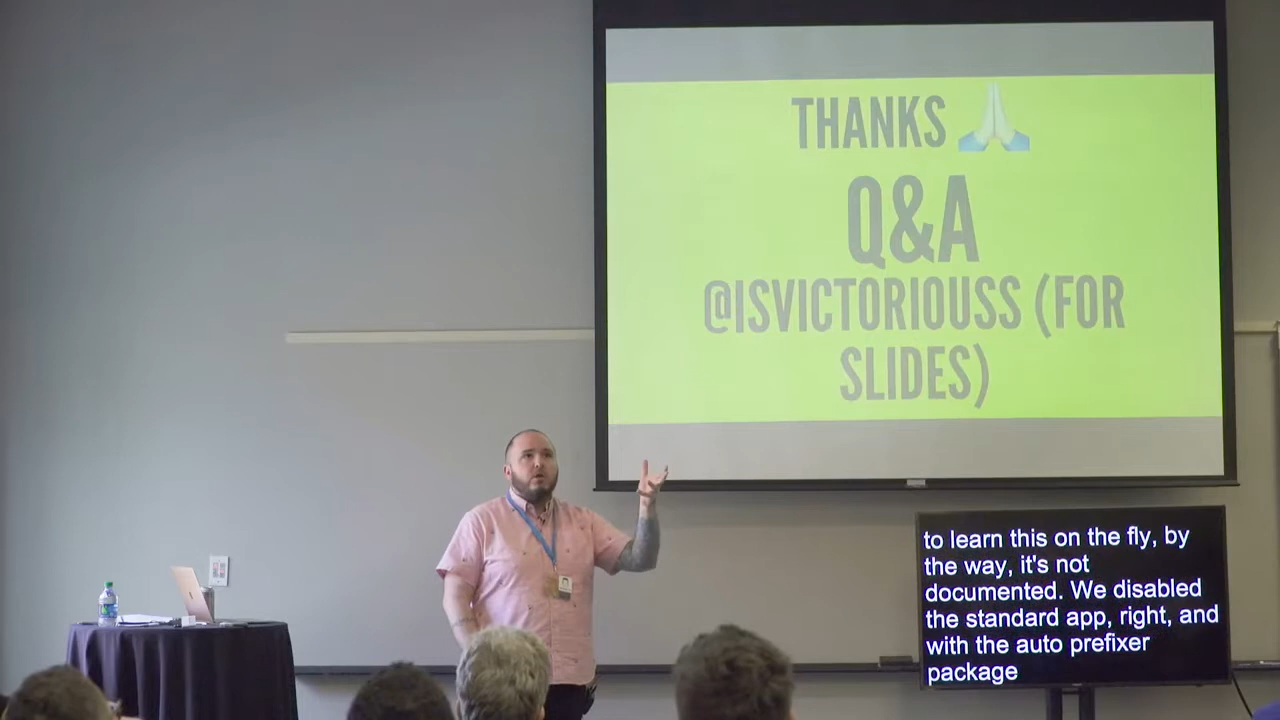 THANKS 🙏
Q&A
@ISVICTORIOUSS (FOR
SLIDES)
to learn this on the fly, by
the way, it's not
documented. We disabled
the standard app, right, and
with the auto prefixer
package